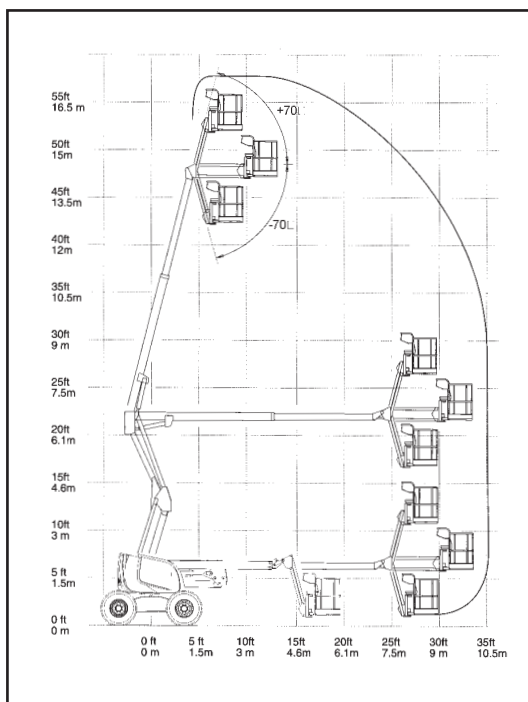 55ft
16.5 m
+70L
50ft
15m
45ft
13.5m
-70L
40ft
12m
35ft
10.5m
30ft
9 m
25ft
7.5m
20ft
6.1m
15ft
4.6m
10ft
3 m
5 ft
1.5m
0 ft
0 m
0 ft 5 ft 10ft 15ft 20ft 25ft 30ft 35ft
0 m 1.5m 3 m 4.6m 6.1m 7.5m 9 m 10.5m